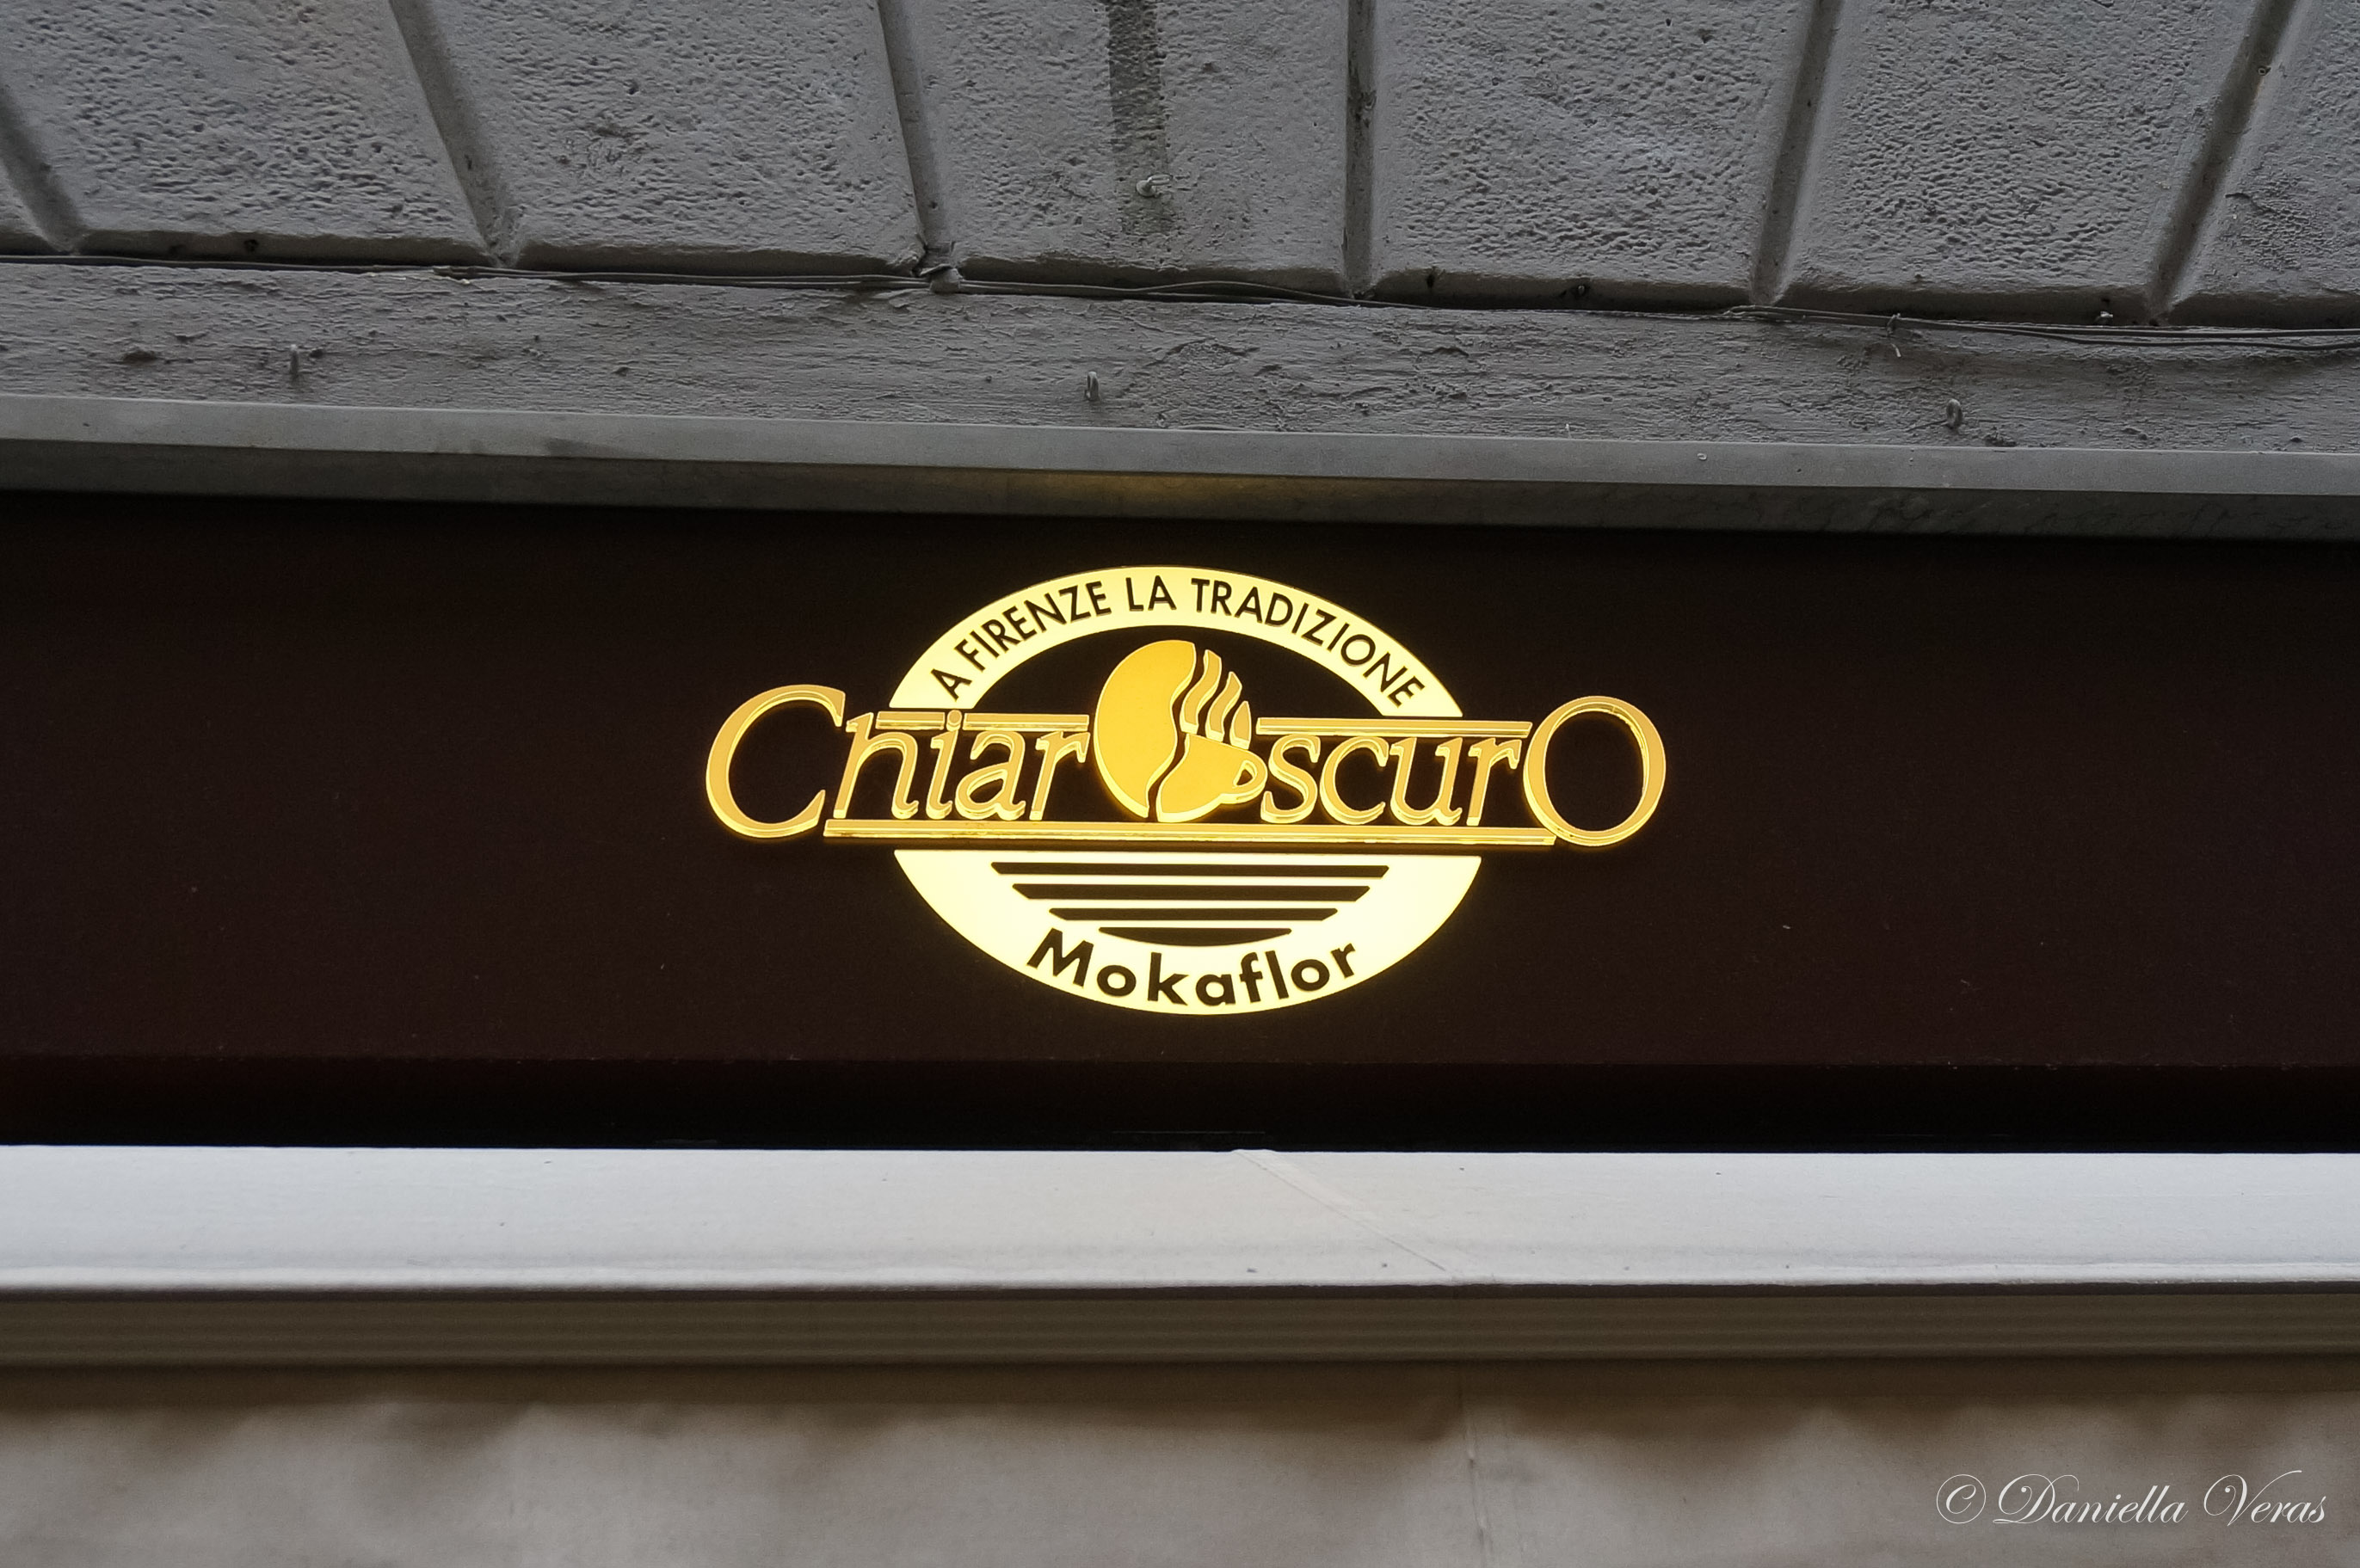 A FIRENZE LA TRADIZIONE
ChiarOscurO
Mokaflor
© Daniella Veras